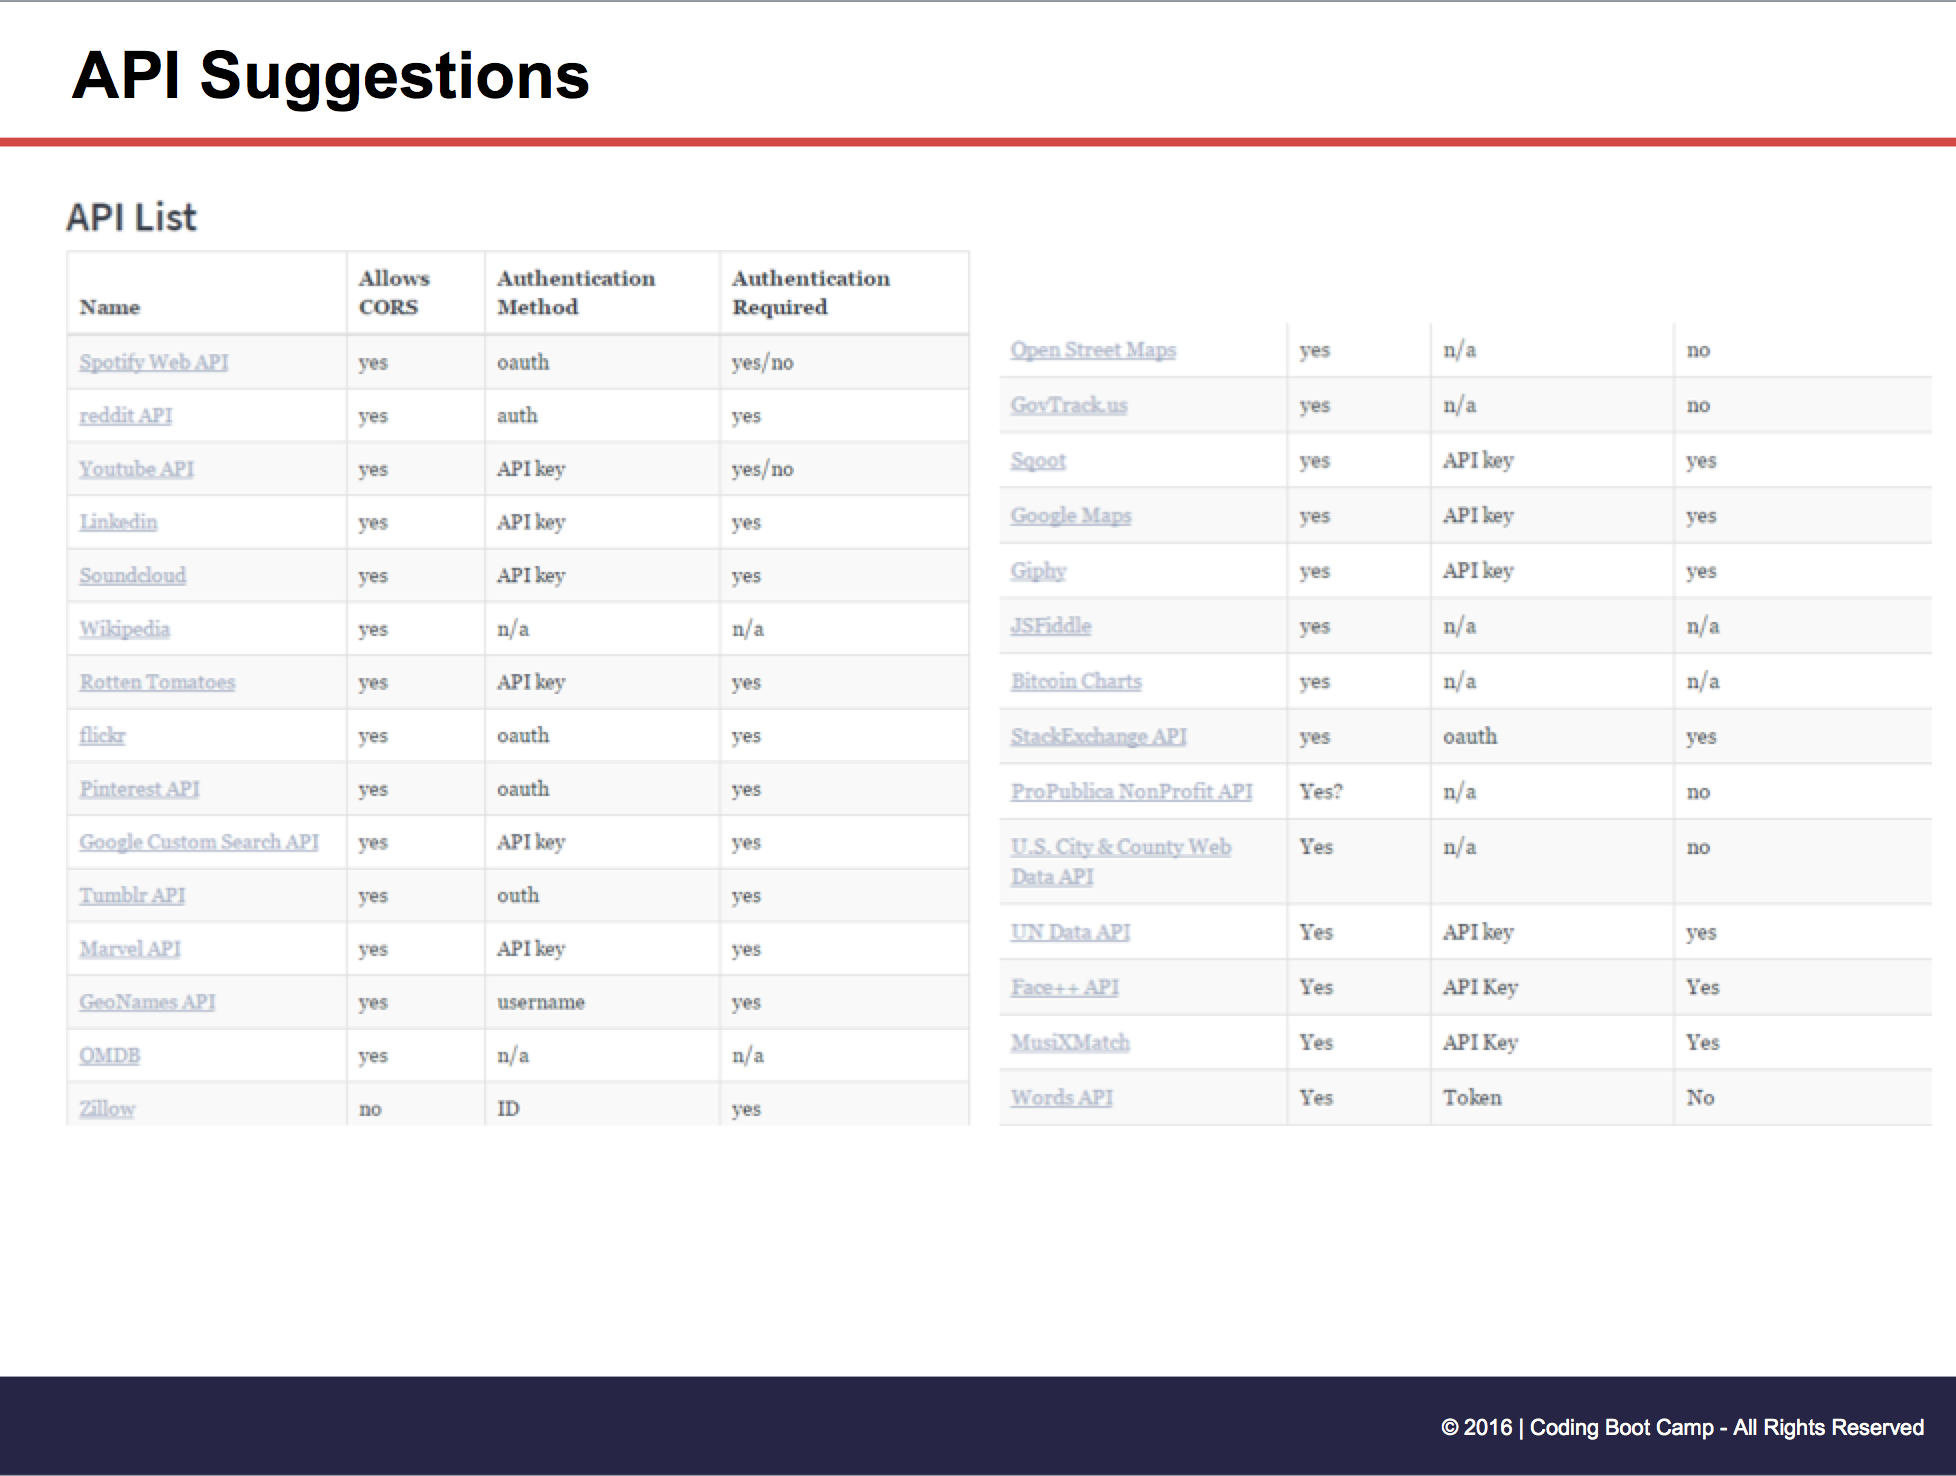 API Suggestions
API List
Name | Allows CORS | Authentication Method | Authentication Required
Spotify Web API | yes | oauth | yes/no
reddit API | yes | auth | yes
Youtube API | yes | API key | yes/no
Linkedin | yes | API key | yes
Soundcloud | yes | API key | yes
Wikipedia | yes | n/a | n/a
Rotten Tomatoes | yes | API key | yes
flickr | yes | oauth | yes
Pinterest API | yes | oauth | yes
Google Custom Search API | yes | API key | yes
Tumblr API | yes | outh | yes
Marvel API | yes | API key | yes
GeoNames API | yes | username | yes
OMDB | yes | n/a | n/a
Zillow | no | ID | yes
Open Street Maps | yes | n/a | no
GovTrack.us | yes | n/a | no
Sqoot | yes | API key | yes
Google Maps | yes | API key | yes
Giphy | yes | API key | yes
JSFiddle | yes | n/a | n/a
Bitcoin Charts | yes | n/a | n/a
StackExchange API | yes | oauth | yes
ProPublica NonProfit API | Yes? | n/a | no
U.S. City & County Web Data API | Yes | n/a | no
UN Data API | Yes | API key | yes
Face++ API | Yes | API Key | Yes
MusiXMatch | Yes | API Key | Yes
Words API | Yes | Token | No
© 2016 | Coding Boot Camp - All Rights Reserved